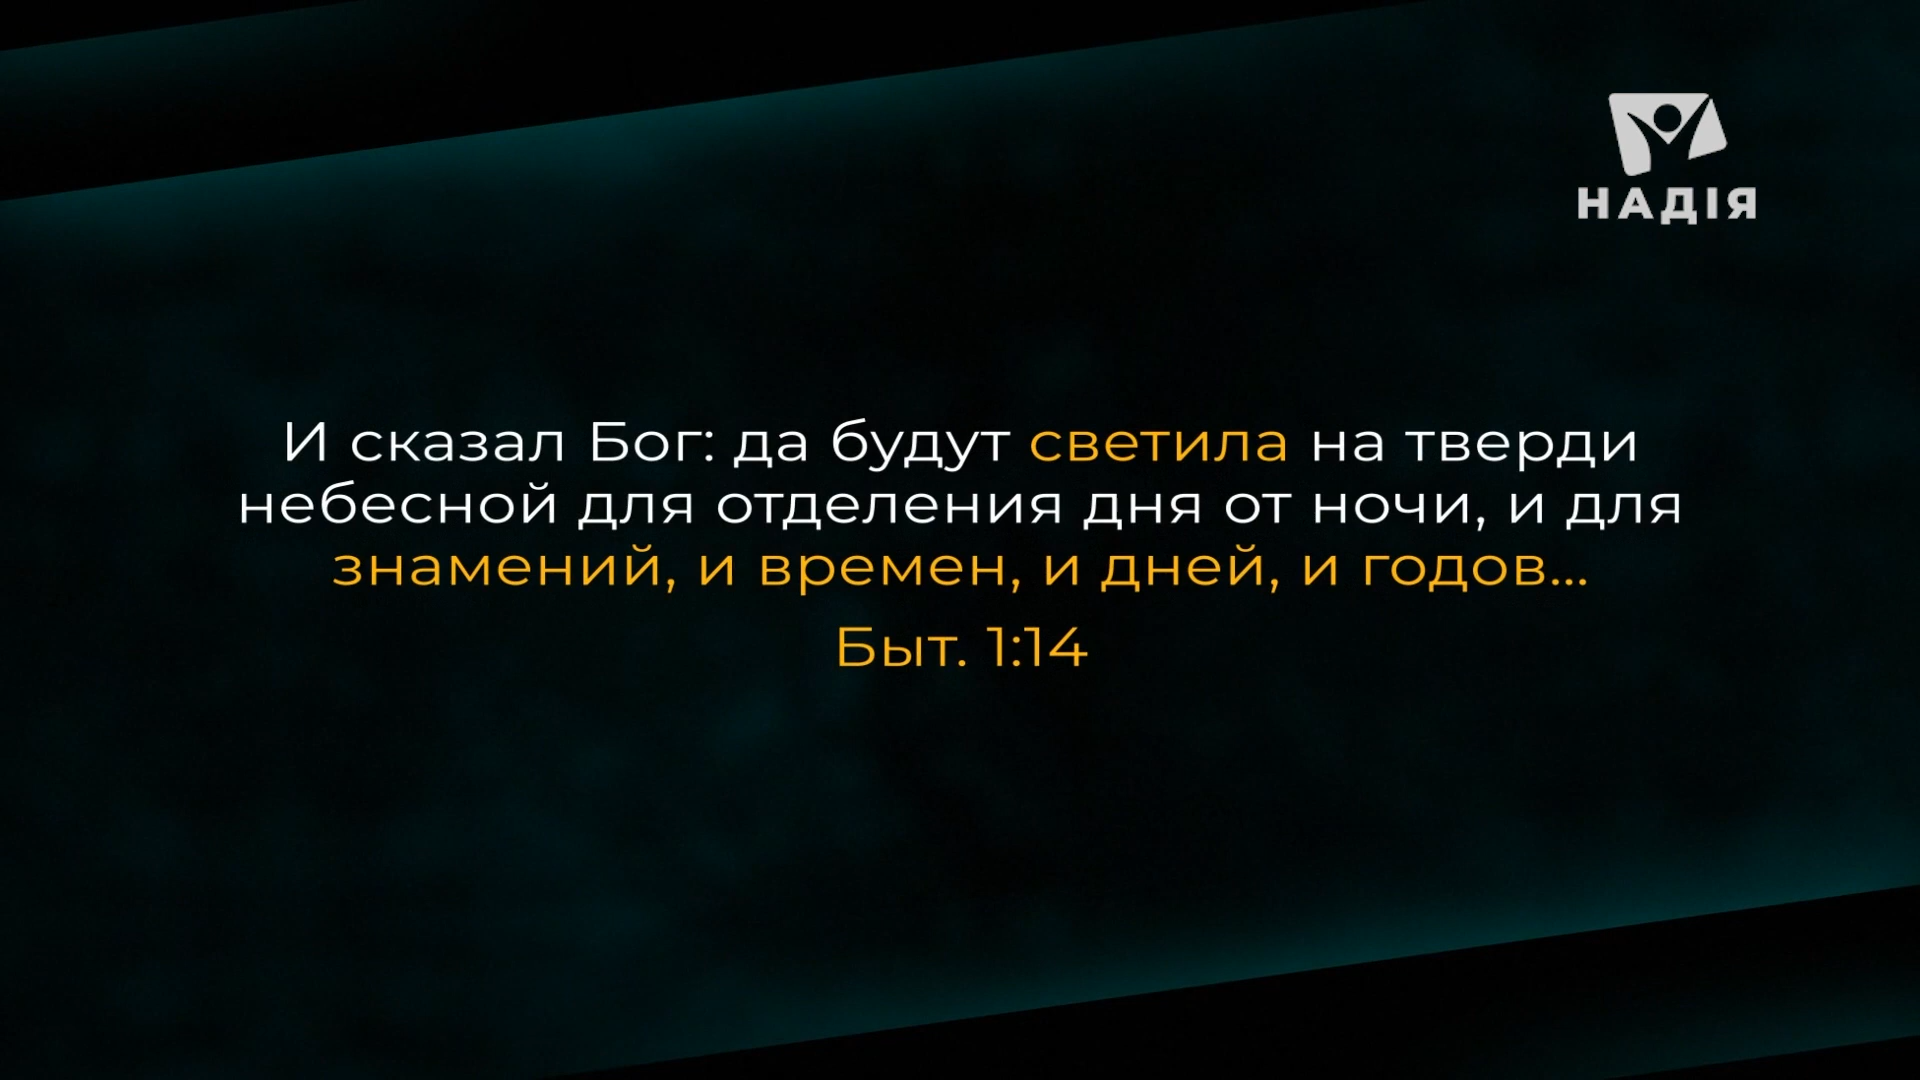 НАДІЯ
И сказал Бог: да будут светила на тверди
небесной для отделения дня от ночи, и для
знамений, и времен, и дней, и годов...
Быт. 1:14